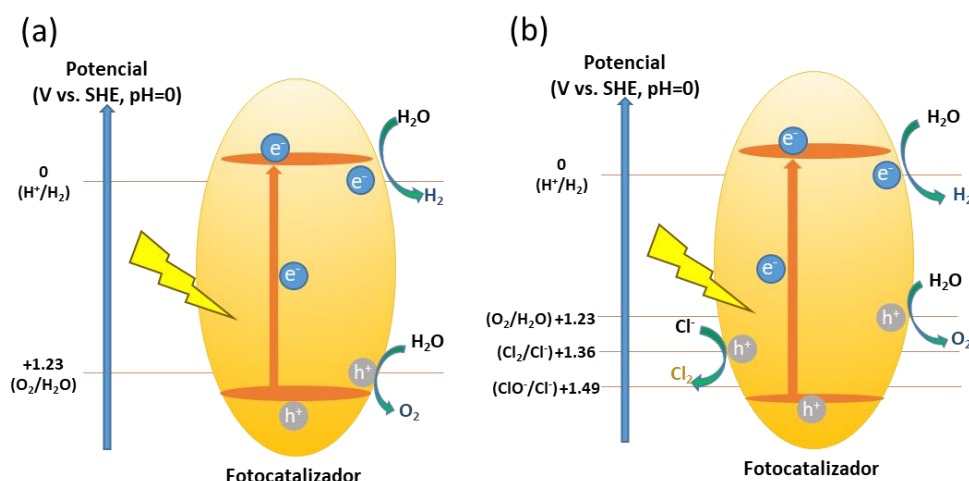 (a)
Potencial
(V vs. SHE, pH=0)
e⁻
H₂O
0
(H⁺/H₂)
e⁻
H₂
e⁻
+1.23
(O₂/H₂O)
H₂O
h⁺
h⁺
O₂
Fotocatalizador
(b)
Potencial
(V vs. SHE, pH=0)
e⁻
H₂O
0
(H⁺/H₂)
e⁻
H₂
e⁻
H₂O
(O₂/H₂O)+1.23
h⁺
Cl⁻
O₂
(Cl₂/Cl⁻)+1.36
h⁺
Cl₂
(ClO⁻/Cl⁻)+1.49
h⁺
Fotocatalizador